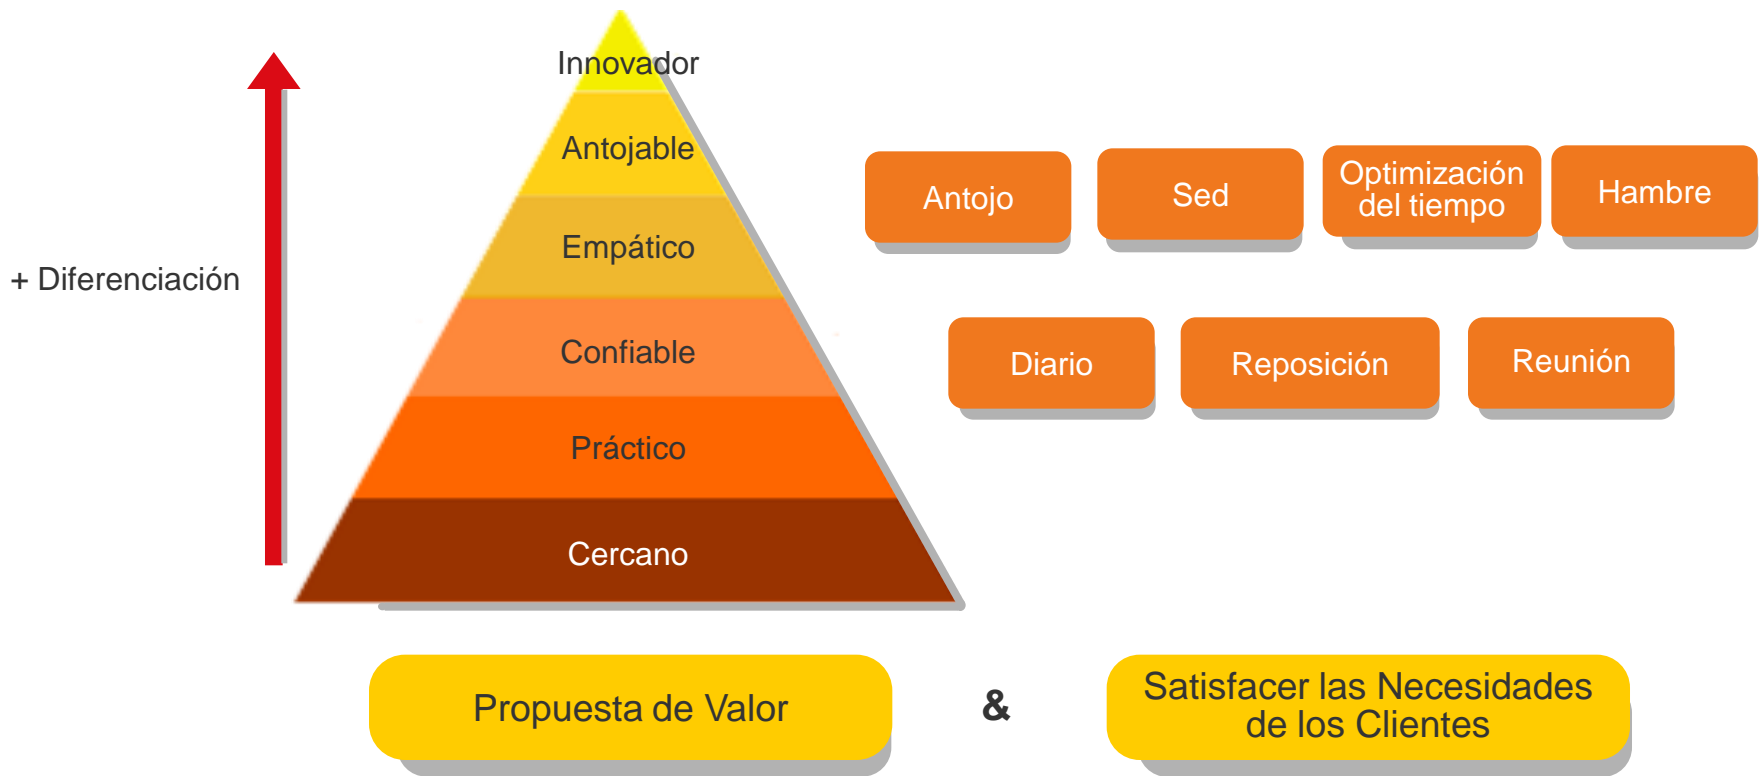 Innovador
Antojable
Empático
Confiable
Práctico
Cercano
+ Diferenciación
Antojo
Sed
Optimización
del tiempo
Hambre
Diario
Reposición
Reunión
Propuesta de Valor
&
Satisfacer las Necesidades
de los Clientes